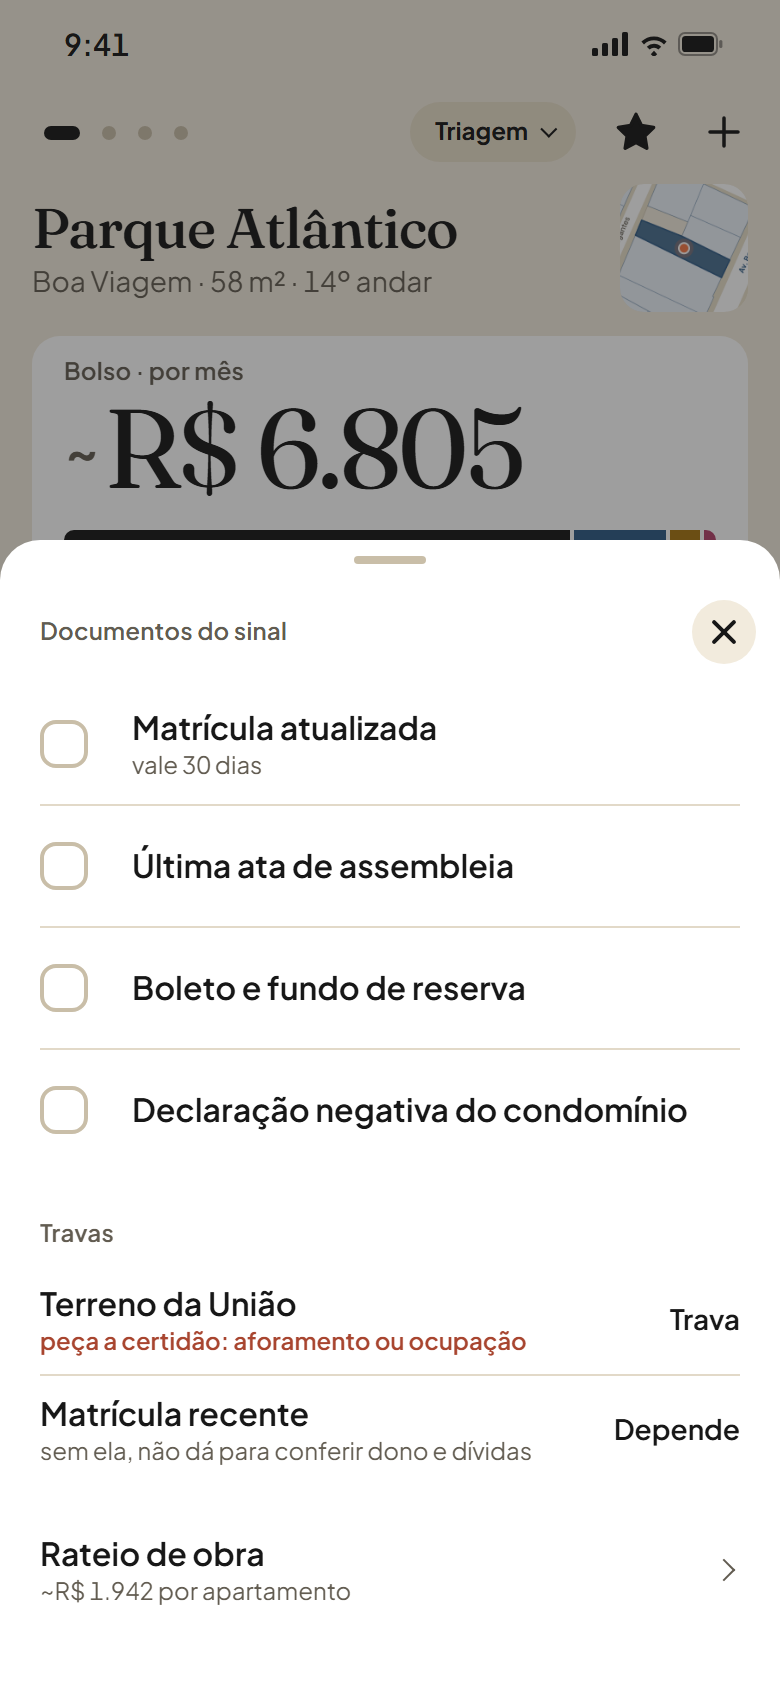 9:41
Triagem
Parque Atlântico
Boa Viagem · 58 m² · 14º andar
Bolso · por mês
~R$ 6.805
Documentos do sinal
Matrícula atualizada
vale 30 dias
Última ata de assembleia
Boleto e fundo de reserva
Declaração negativa do condomínio
Travas
Terreno da União
peça a certidão: aforamento ou ocupação
Trava
Matrícula recente
sem ela, não dá para conferir dono e dívidas
Depende
Rateio de obra
~R$ 1.942 por apartamento